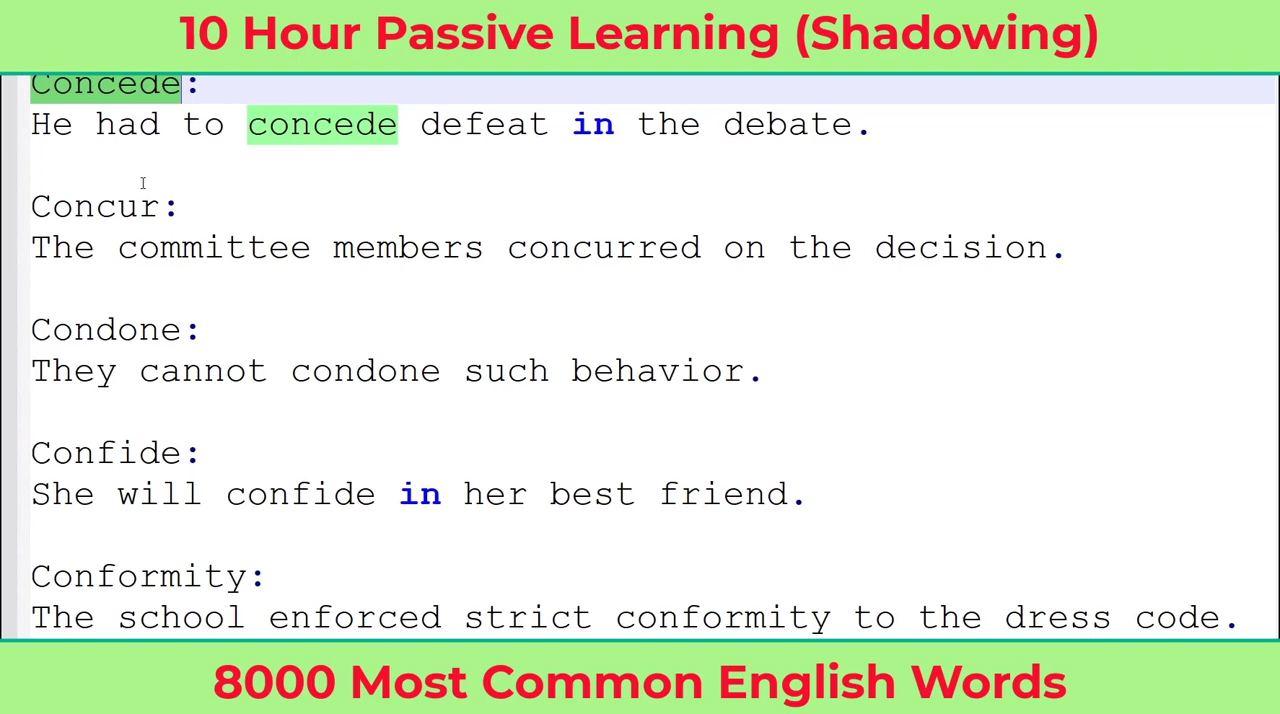 10 Hour Passive Learning (Shadowing)
Concede:
He had to concede defeat in the debate.
Concur:
The committee members concurred on the decision.
Condone:
They cannot condone such behavior.
Confide:
She will confide in her best friend.
Conformity:
The school enforced strict conformity to the dress code.
8000 Most Common English Words